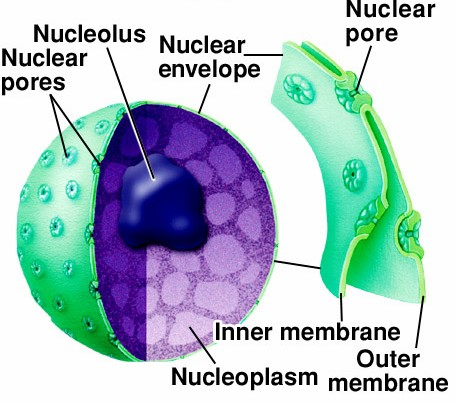 Nucleolus
Nuclear
pores
Nuclear
envelope
Nuclear
pore
Inner membrane
Outer
membrane
Nucleoplasm